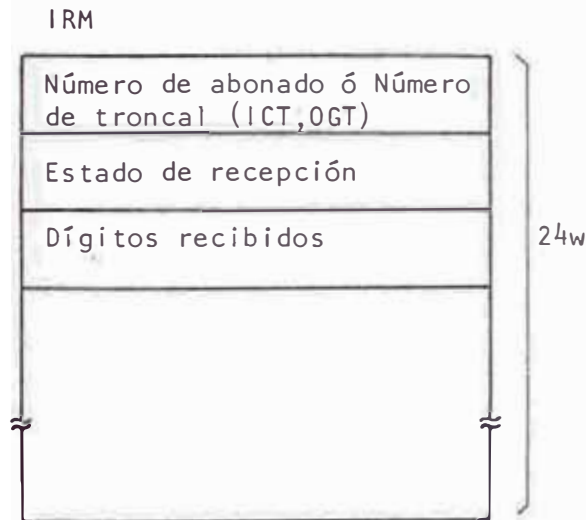 IRM
Número de abonado ó Número
de troncal (ICT,OGT)
Estado de recepción
Dígitos recibidos
24w